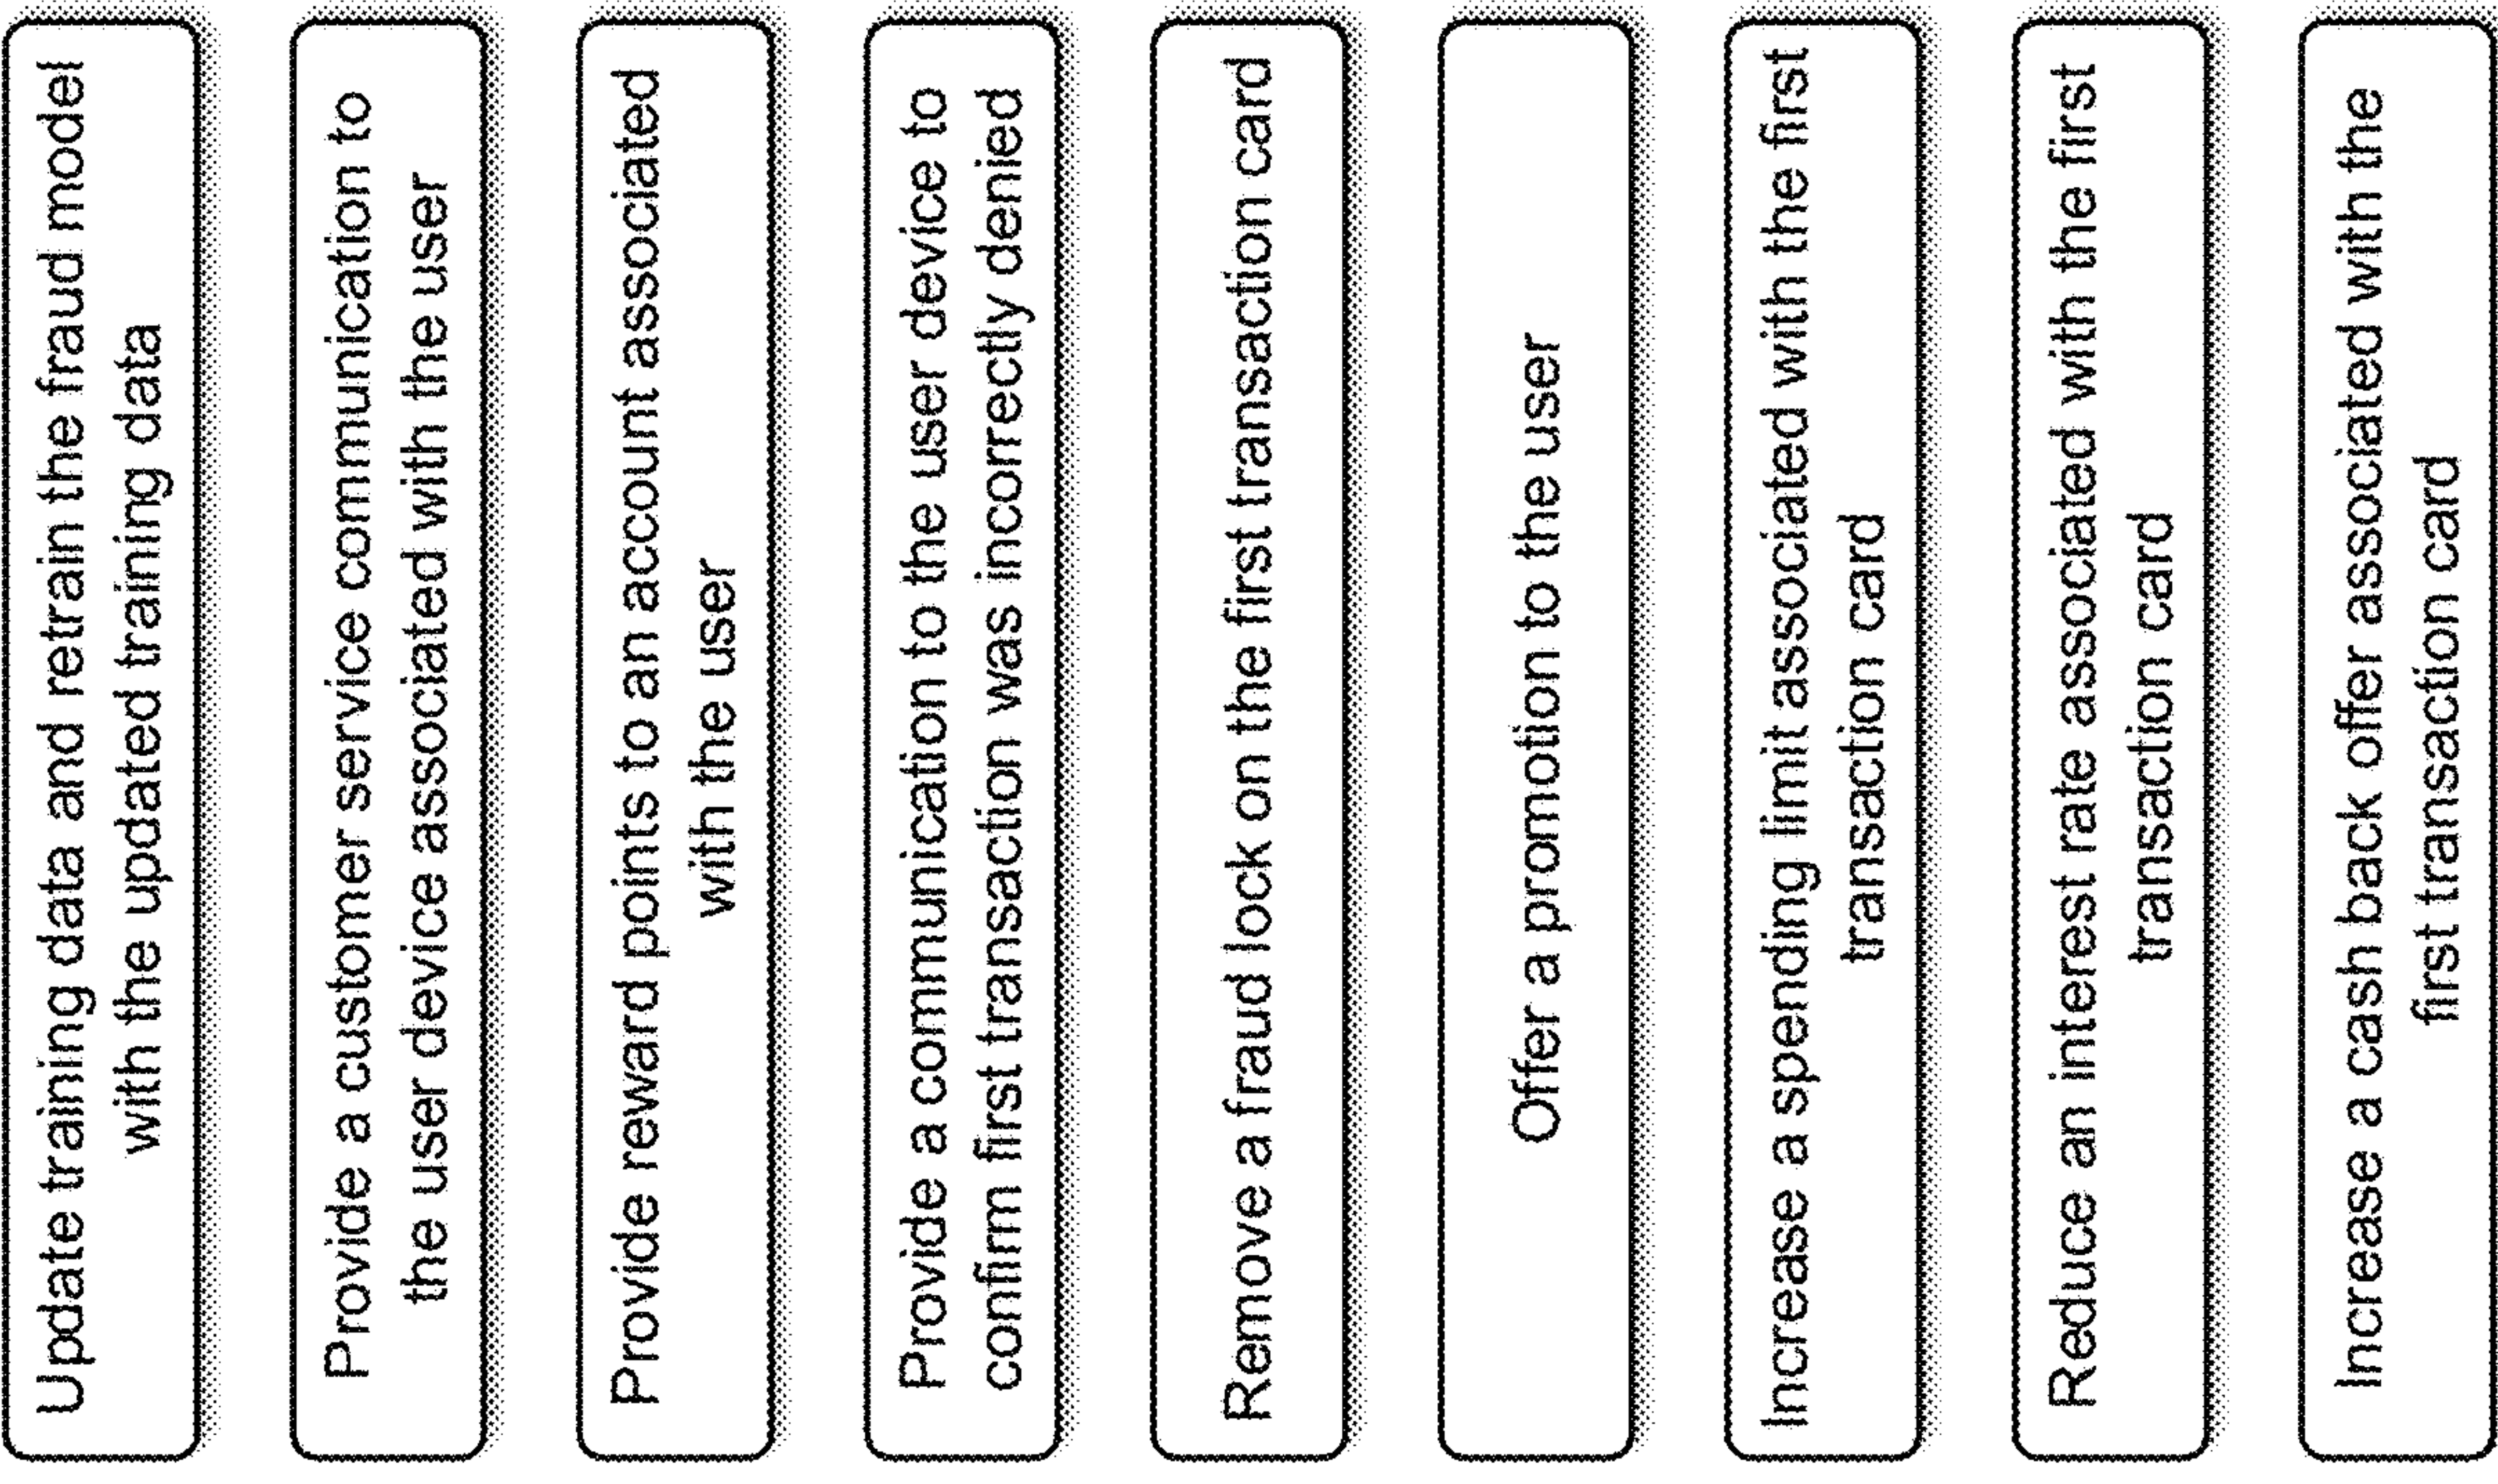 Update training data and retrain the fraud model
with the updated training data
Provide a customer service communication to
the user device associated with the user
Provide reward points to an account associated
with the user
Provide a communication to the user device to
confirm first transaction was incorrectly denied
Remove a fraud lock on the first transaction card
Offer a promotion to the user
Increase a spending limit associated with the first
transaction card
Reduce an interest rate associated with the first
transaction card
Increase a cash back offer associated with the
first transaction card